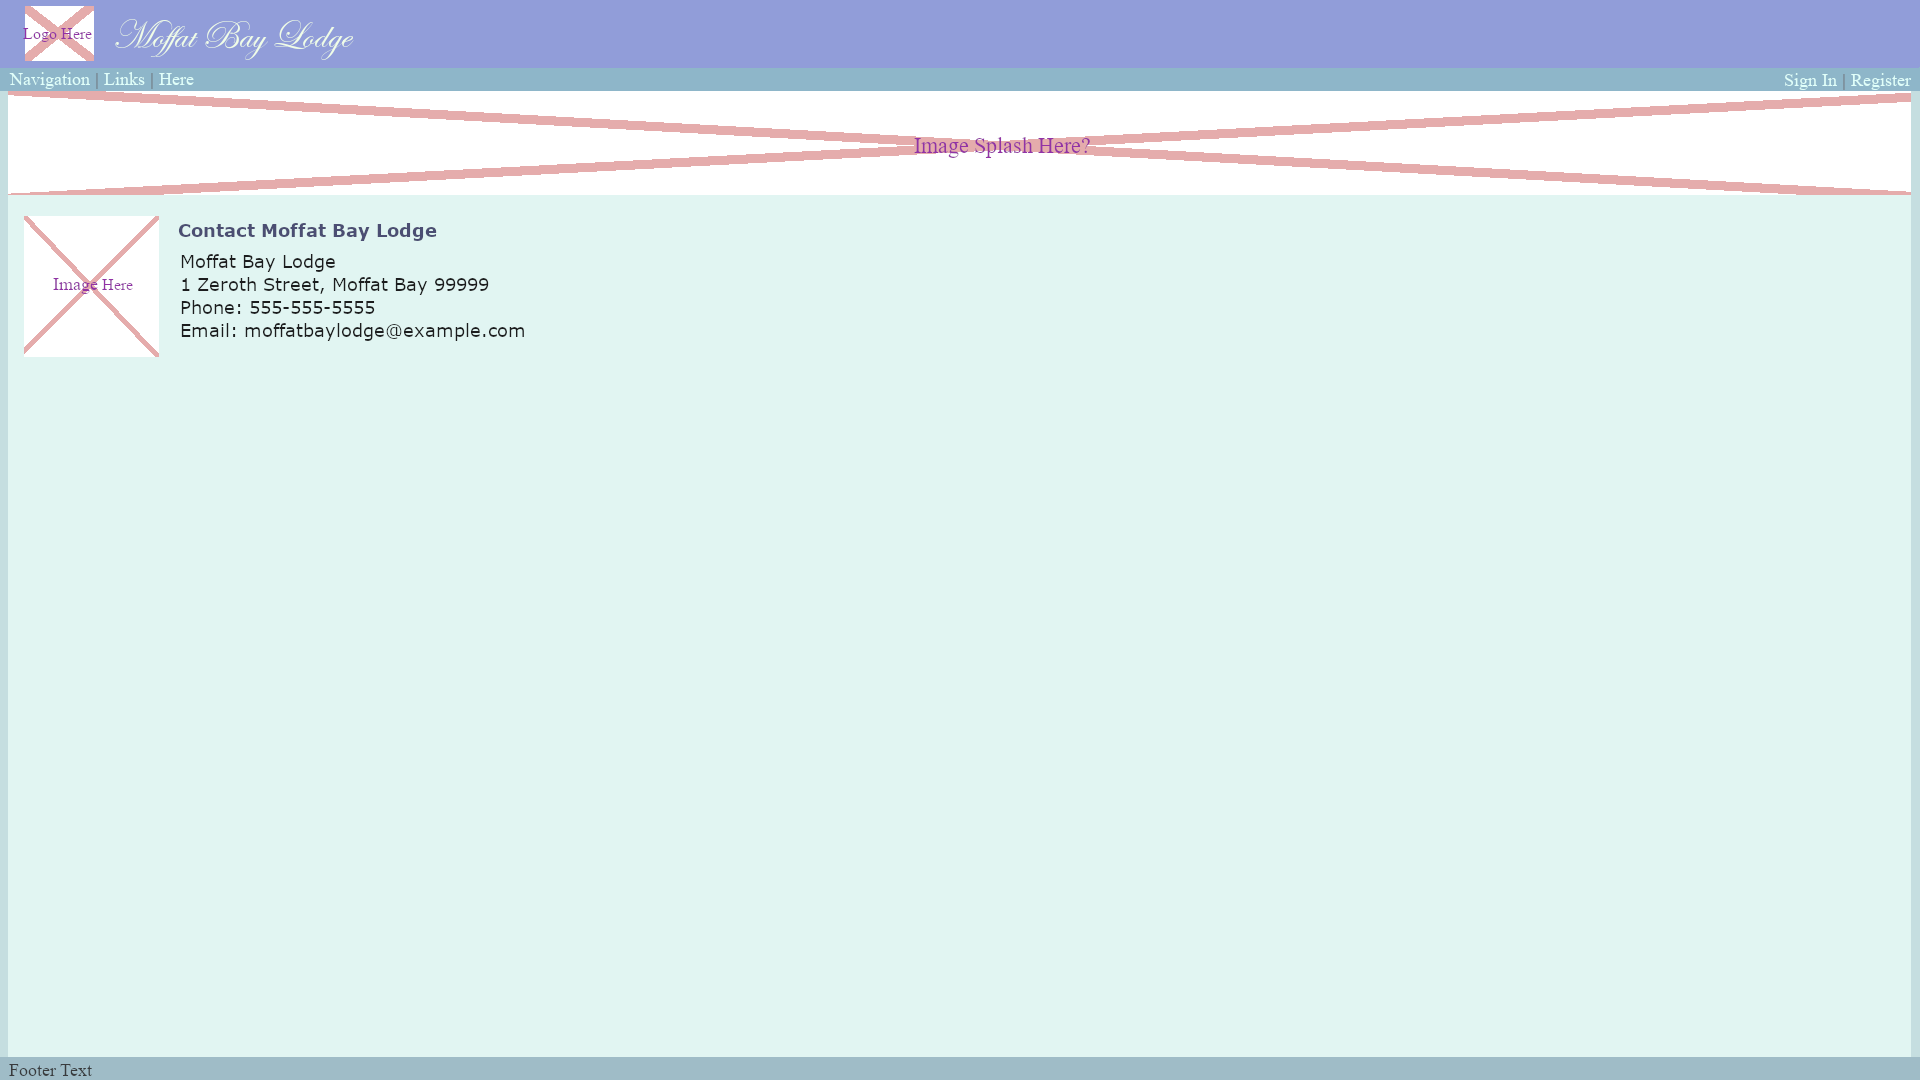 Logo Here
Moffat Bay Lodge
Navigation | Links | Here
Sign In | Register
Image Splash Here?
Image Here
Contact Moffat Bay Lodge
Moffat Bay Lodge
1 Zeroth Street, Moffat Bay 99999
Phone: 555-555-5555
Email: moffatbaylodge@example.com
Footer Text